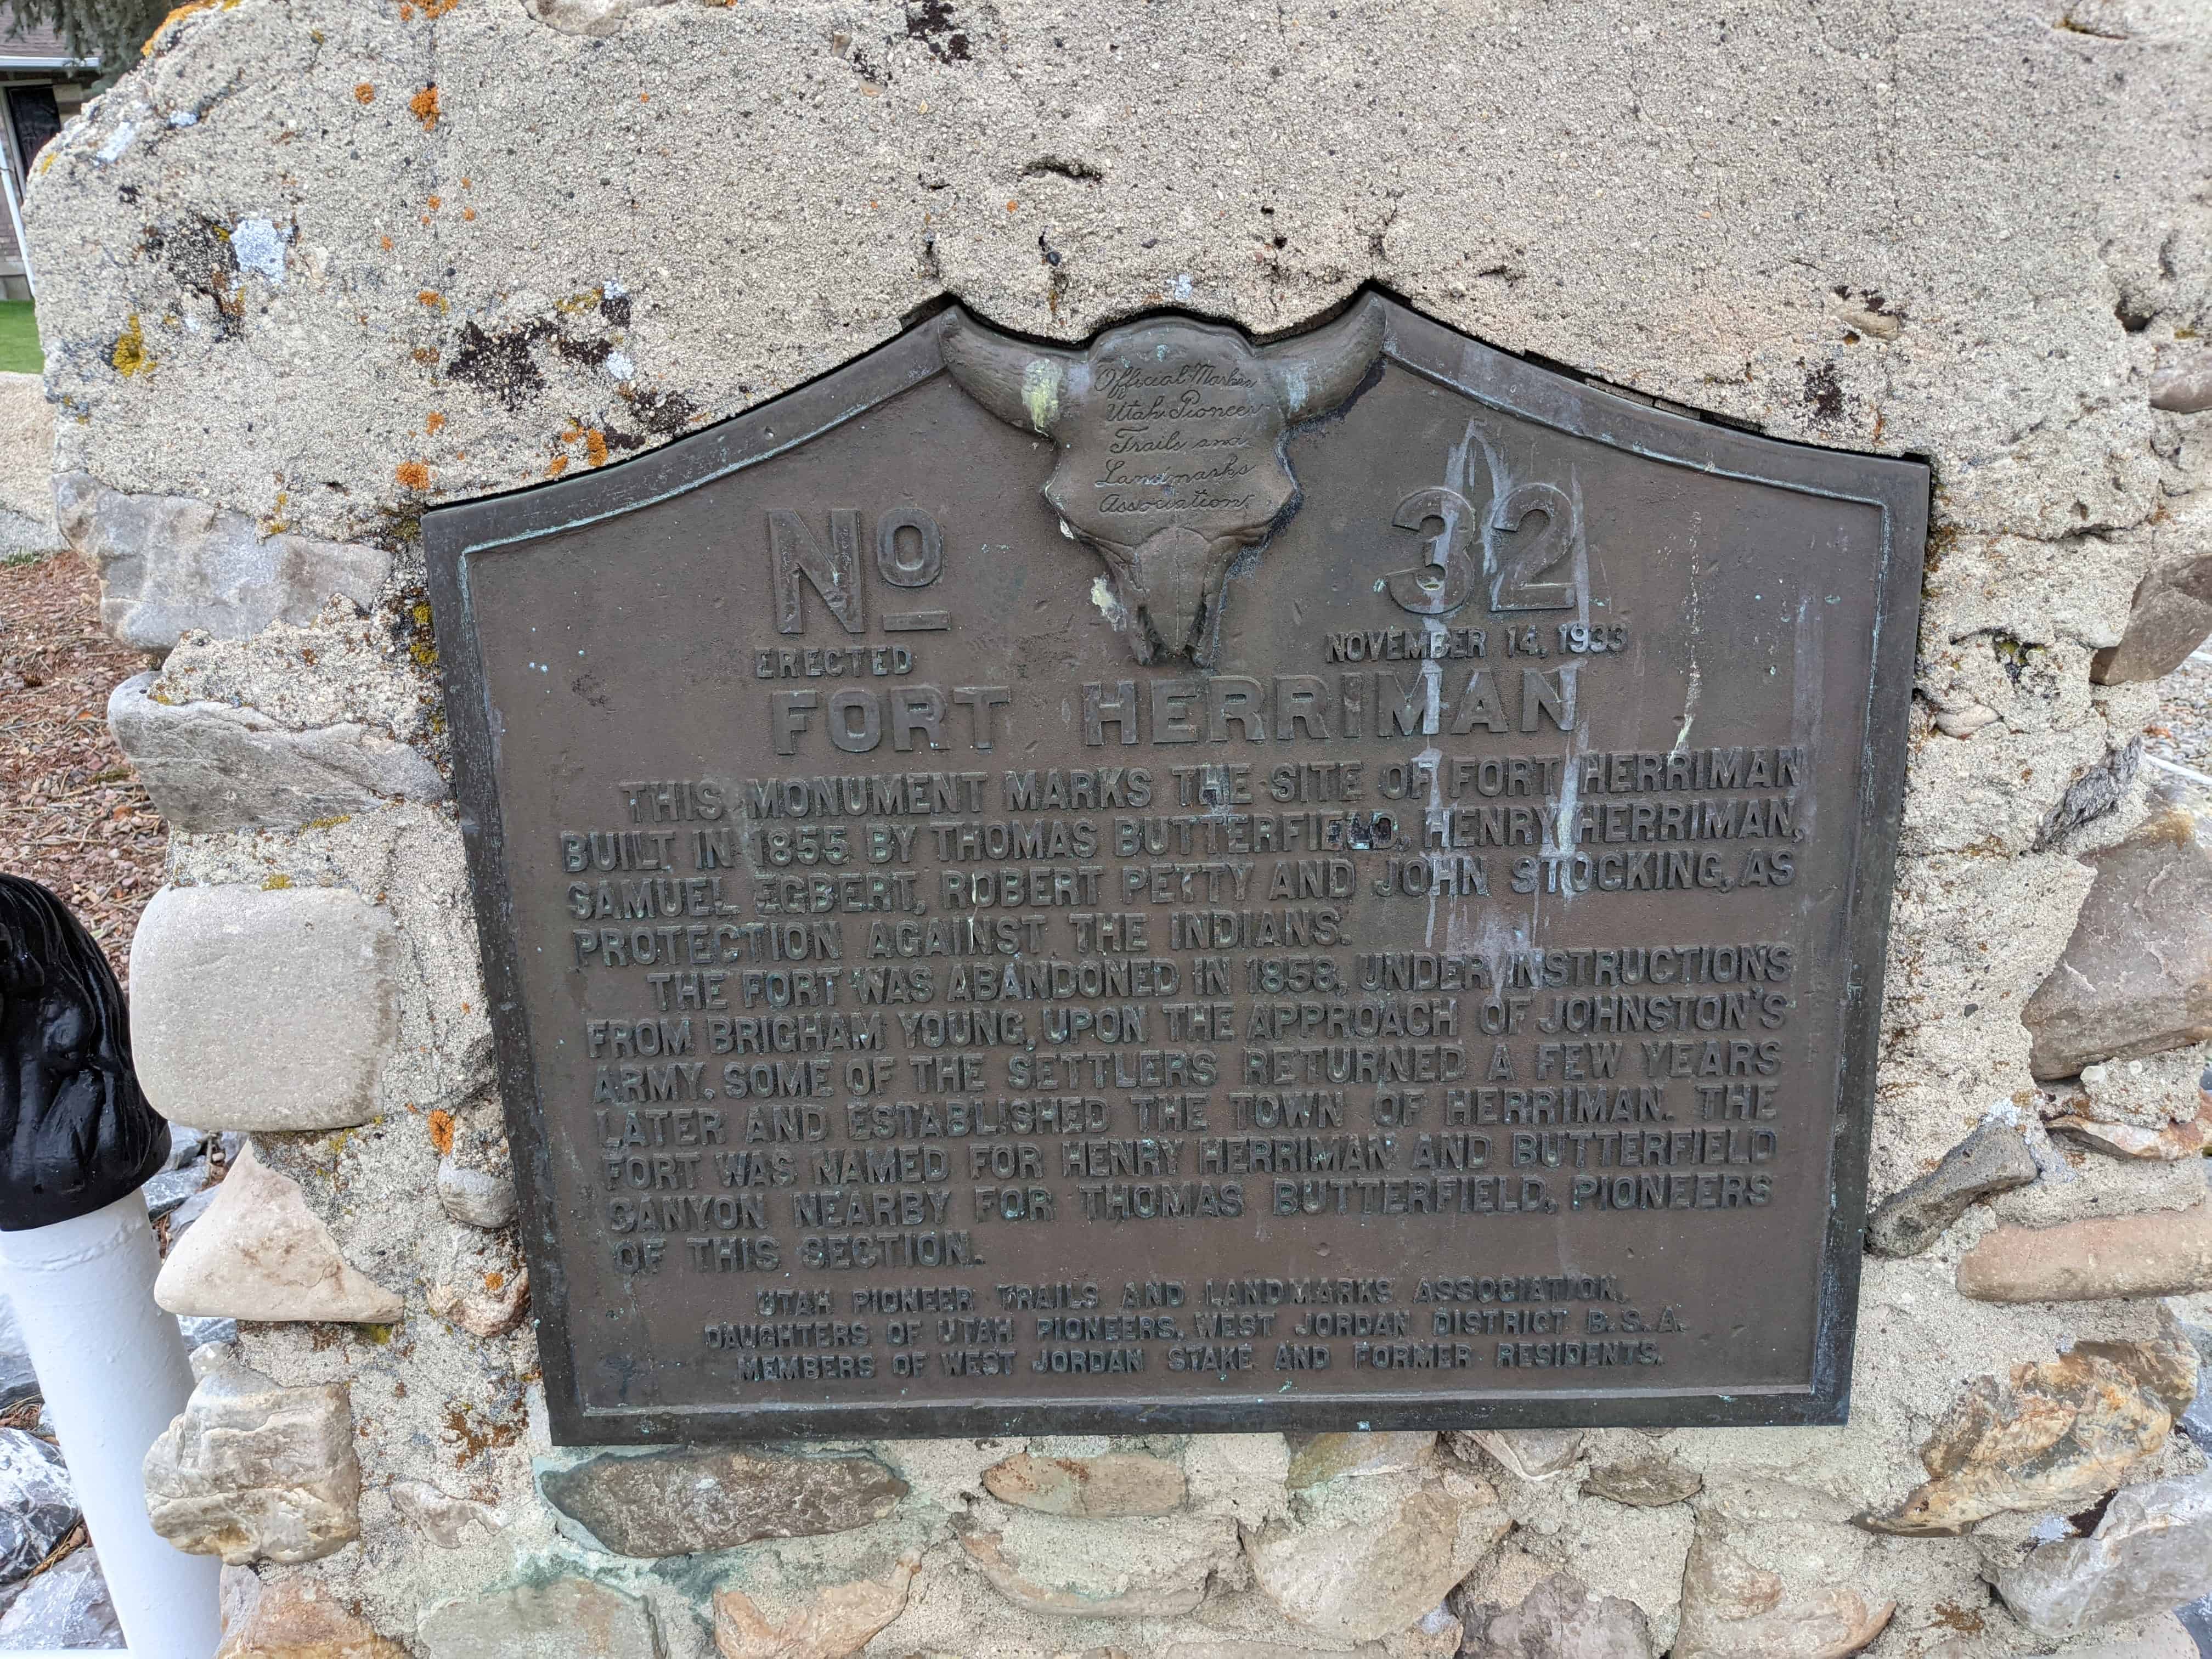 Official Marker
Utah Pioneer
Trails and
Landmarks
Association
No 32
ERECTED NOVEMBER 14, 1933
FORT HERRIMAN
THIS MONUMENT MARKS THE SITE OF FORT HERRIMAN
BUILT IN 1855 BY THOMAS BUTTERFIELD, HENRY HERRIMAN,
SAMUEL EGBERT, ROBERT PETTY AND JOHN STOCKING, AS
PROTECTION AGAINST THE INDIANS.
THE FORT WAS ABANDONED IN 1858, UNDER INSTRUCTIONS
FROM BRIGHAM YOUNG, UPON THE APPROACH OF JOHNSTON'S
ARMY. SOME OF THE SETTLERS RETURNED A FEW YEARS
LATER AND ESTABLISHED THE TOWN OF HERRIMAN. THE
FORT WAS NAMED FOR HENRY HERRIMAN AND BUTTERFIELD
CANYON NEARBY FOR THOMAS BUTTERFIELD, PIONEERS
OF THIS SECTION.
UTAH PIONEER TRAILS AND LANDMARKS ASSOCIATION,
DAUGHTERS OF UTAH PIONEERS, WEST JORDAN DISTRICT B.S.A.
MEMBERS OF WEST JORDAN STAKE AND FORMER RESIDENTS.